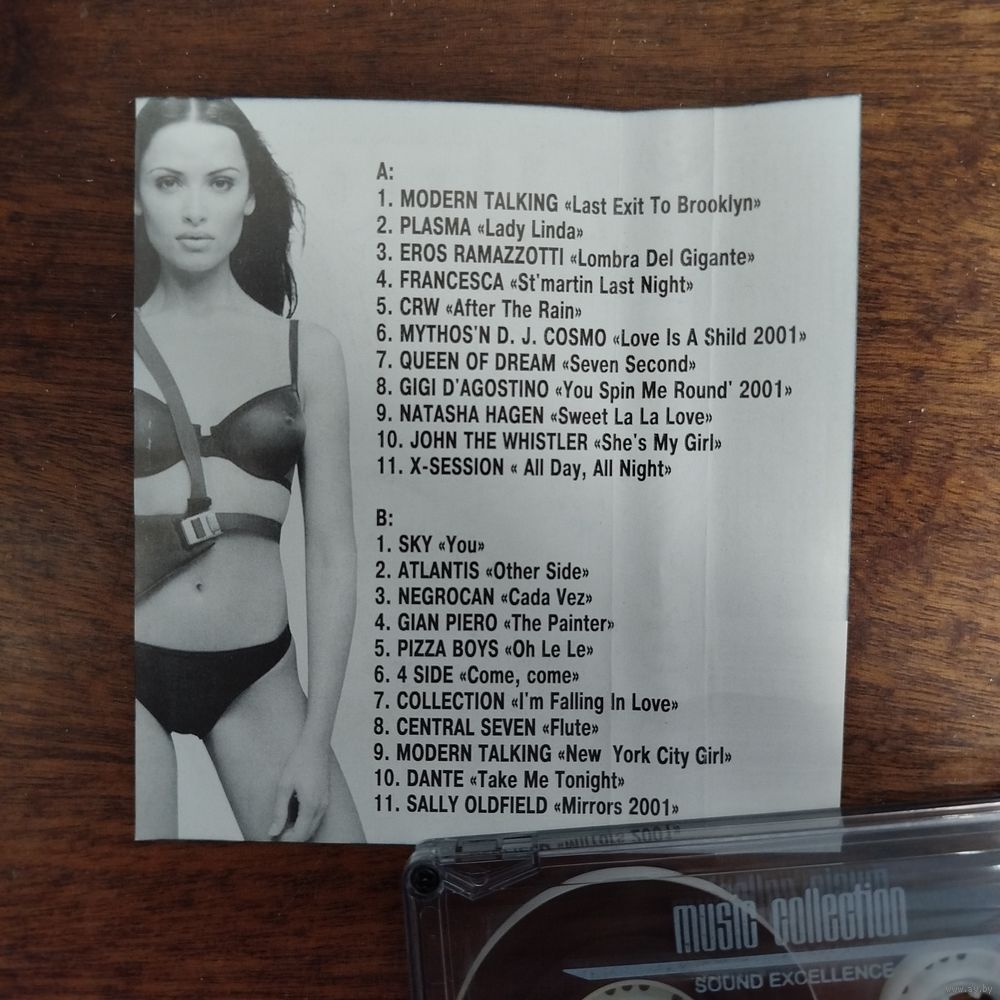 A:
1. MODERN TALKING «Last Exit To Brooklyn»
2. PLASMA «Lady Linda»
3. EROS RAMAZZOTTI «Lombra Del Gigante»
4. FRANCESCA «St'martin Last Night»
5. CRW «After The Rain»
6. MYTHOS'N D. J. COSMO «Love Is A Shild 2001»
7. QUEEN OF DREAM «Seven Second»
8. GIGI D'AGOSTINO «You Spin Me Round' 2001»
9. NATASHA HAGEN «Sweet La La Love»
10. JOHN THE WHISTLER «She's My Girl»
11. X-SESSION « All Day, All Night»
B:
1. SKY «You»
2. ATLANTIS «Other Side»
3. NEGROCAN «Cada Vez»
4. GIAN PIERO «The Painter»
5. PIZZA BOYS «Oh Le Le»
6. 4 SIDE «Come, come»
7. COLLECTION «I'm Falling In Love»
8. CENTRAL SEVEN «Flute»
9. MODERN TALKING «New York City Girl»
10. DANTE «Take Me Tonight»
11. SALLY OLDFIELD «Mirrors 2001»
music collection
SOUND EXCELLENCE
www.ay.by